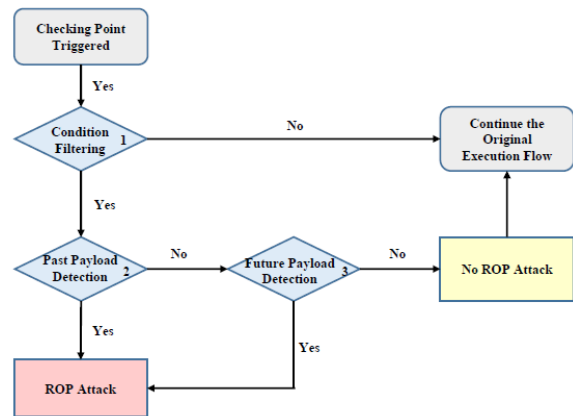 Checking Point
Triggered
Yes
Condition
Filtering 1
No
Continue the
Original
Execution Flow
Yes
Past Payload
Detection 2
No
Future Payload
Detection 3
No
No ROP Attack
Yes
Yes
ROP Attack